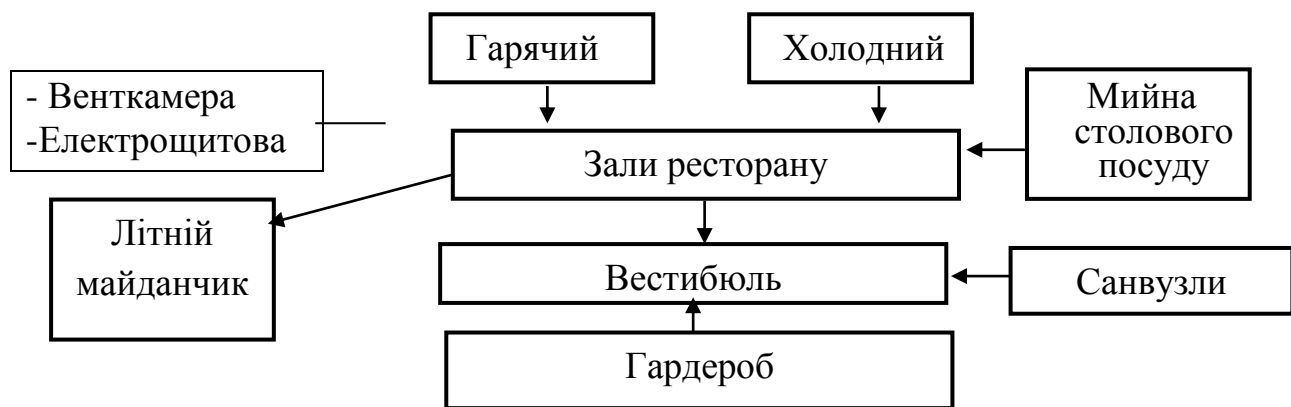 Гарячий
Холодний
- Венткамера
-Електрощитова
Мийна
столового
посуду
Зали ресторану
Літній
майданчик
Вестибюль
Санвузли
Гардероб